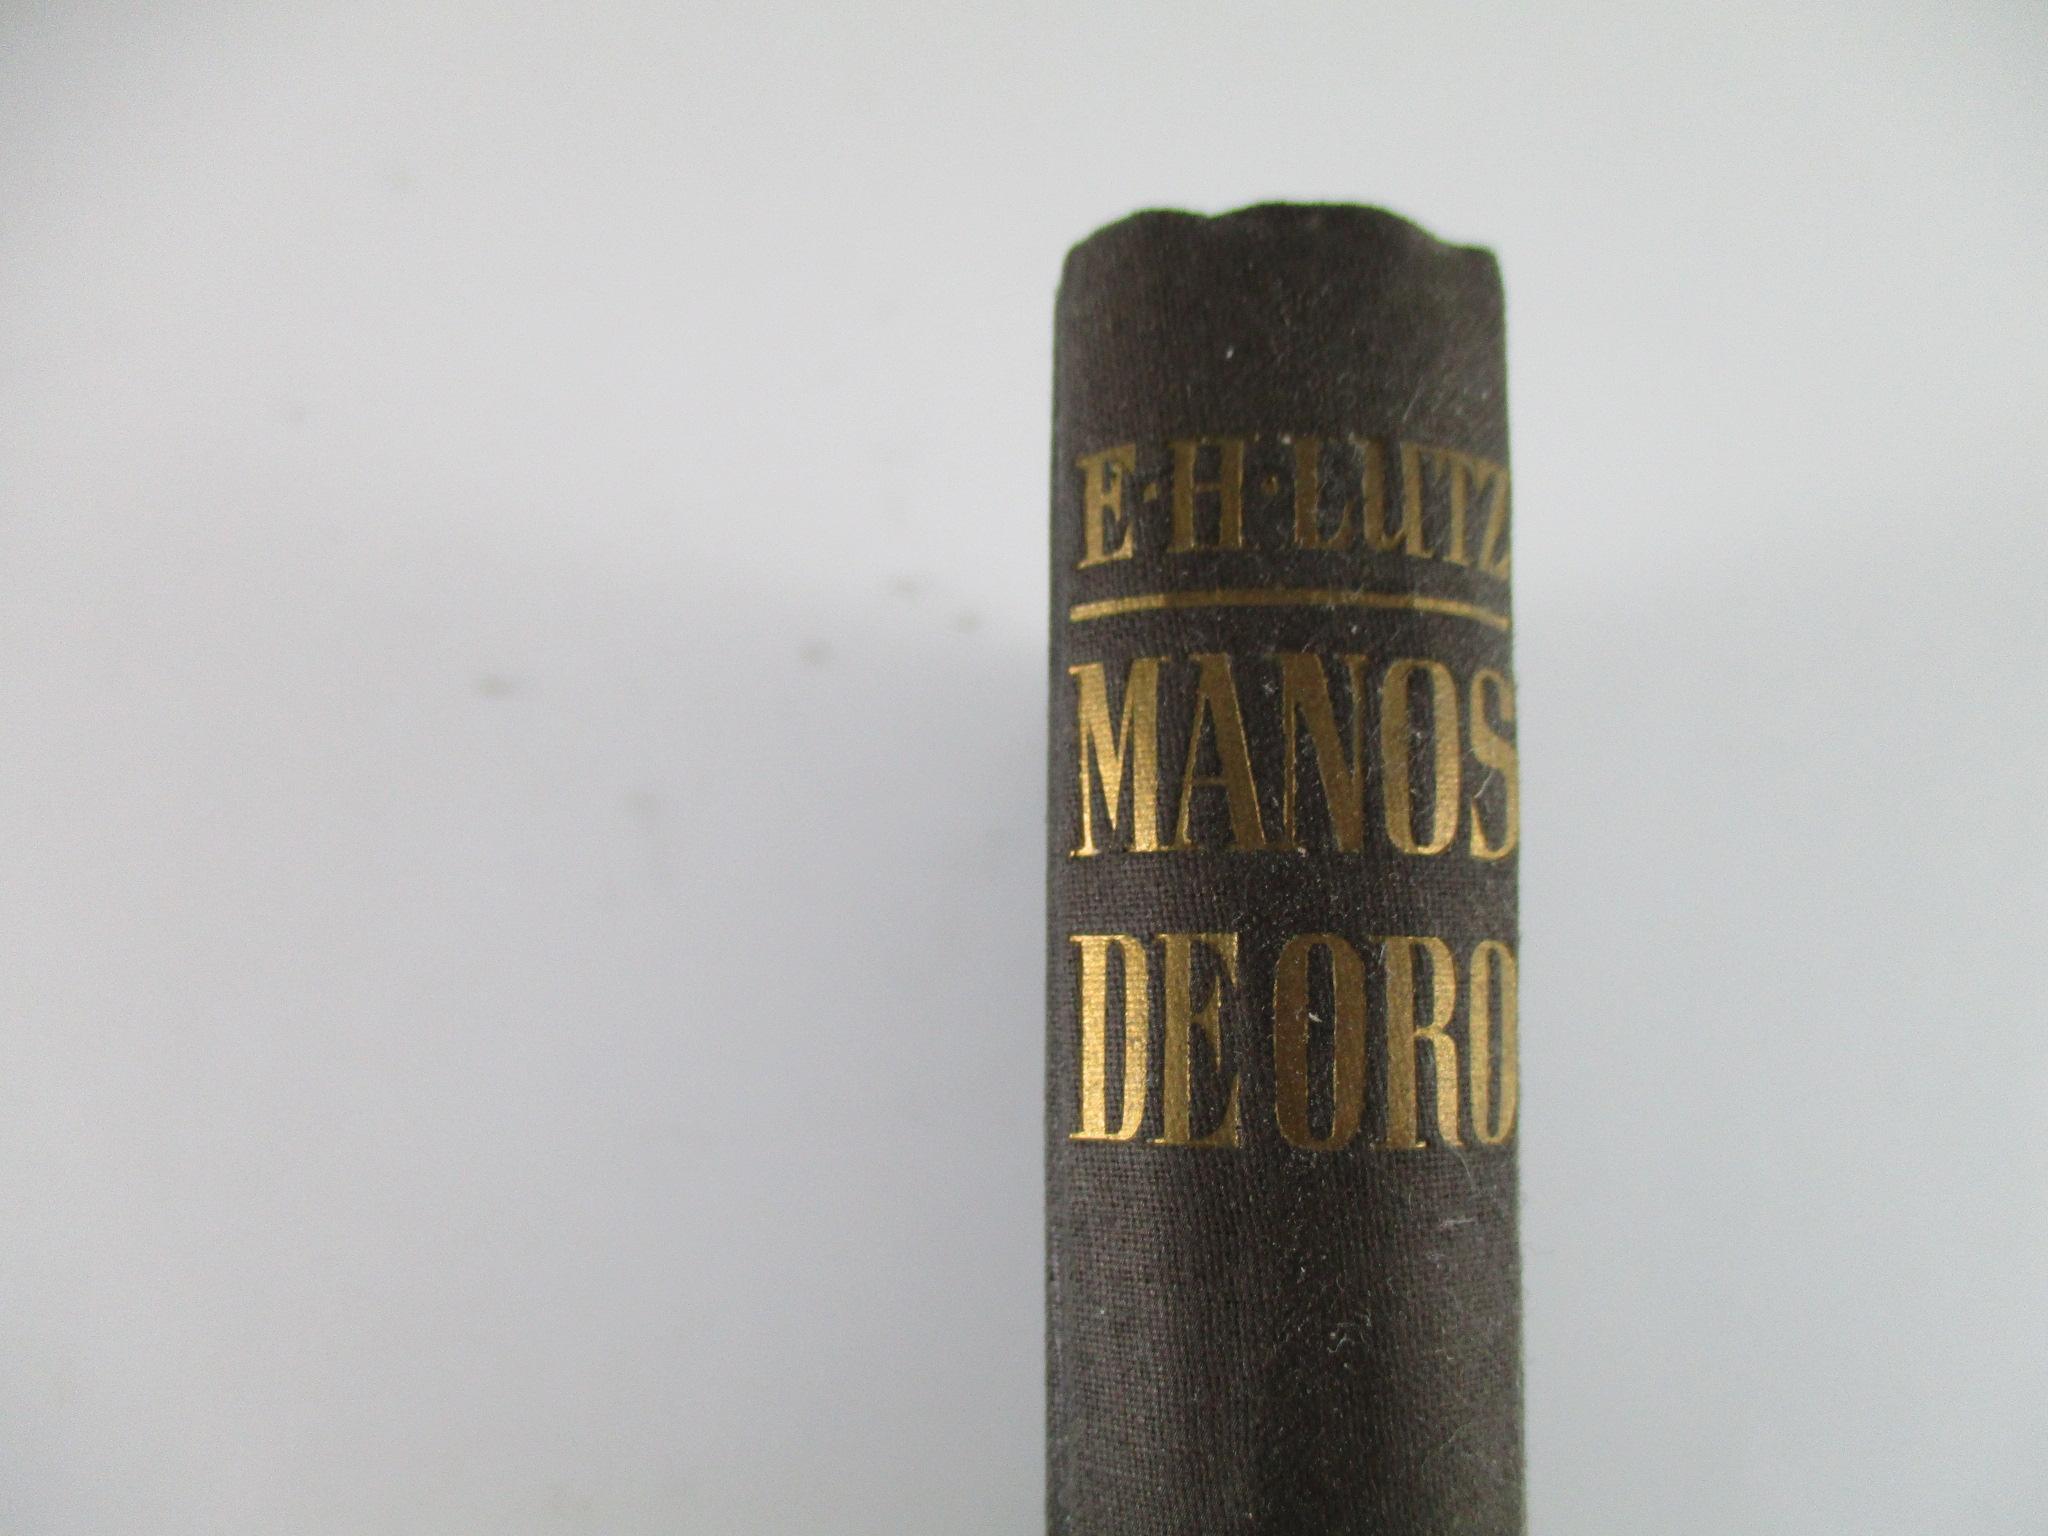 E·H·LUTZ
MANOS
DE ORO